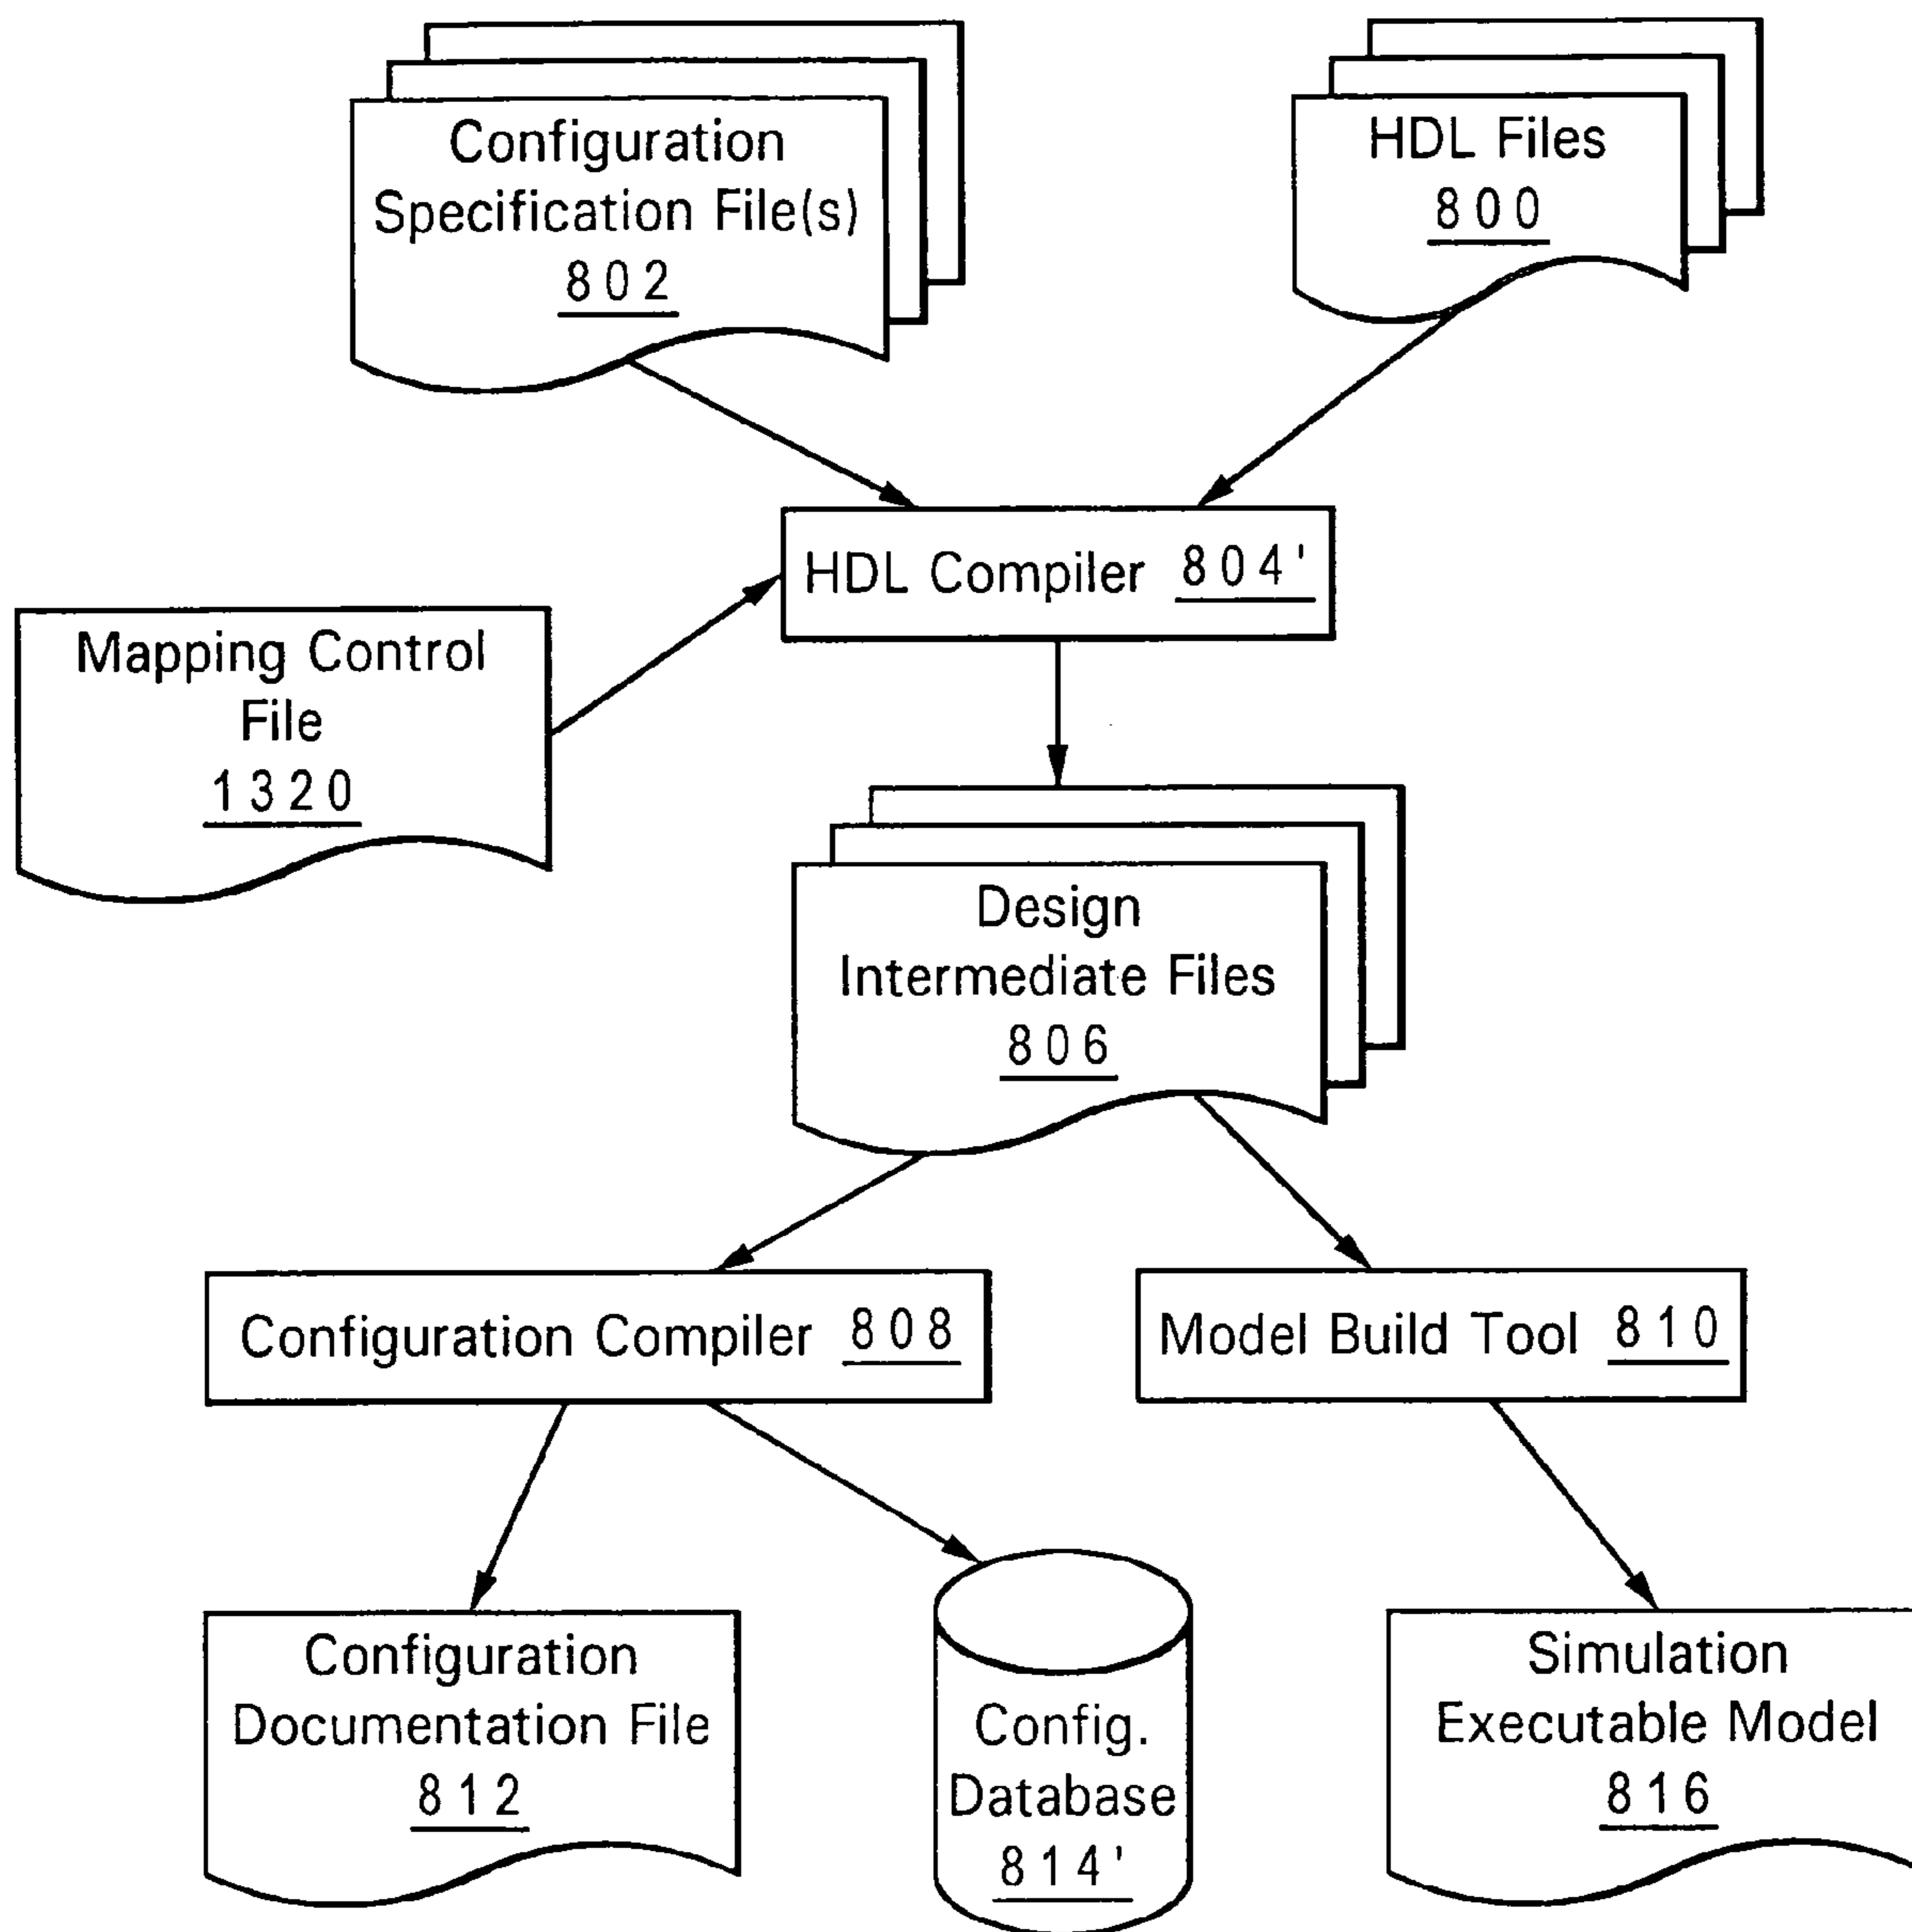 Configuration
Specification File(s)
802
HDL Files
800
HDL Compiler 804'
Mapping Control
File
1320
Design
Intermediate Files
806
Configuration Compiler 808
Model Build Tool 810
Configuration
Documentation File
812
Config.
Database
814'
Simulation
Executable Model
816